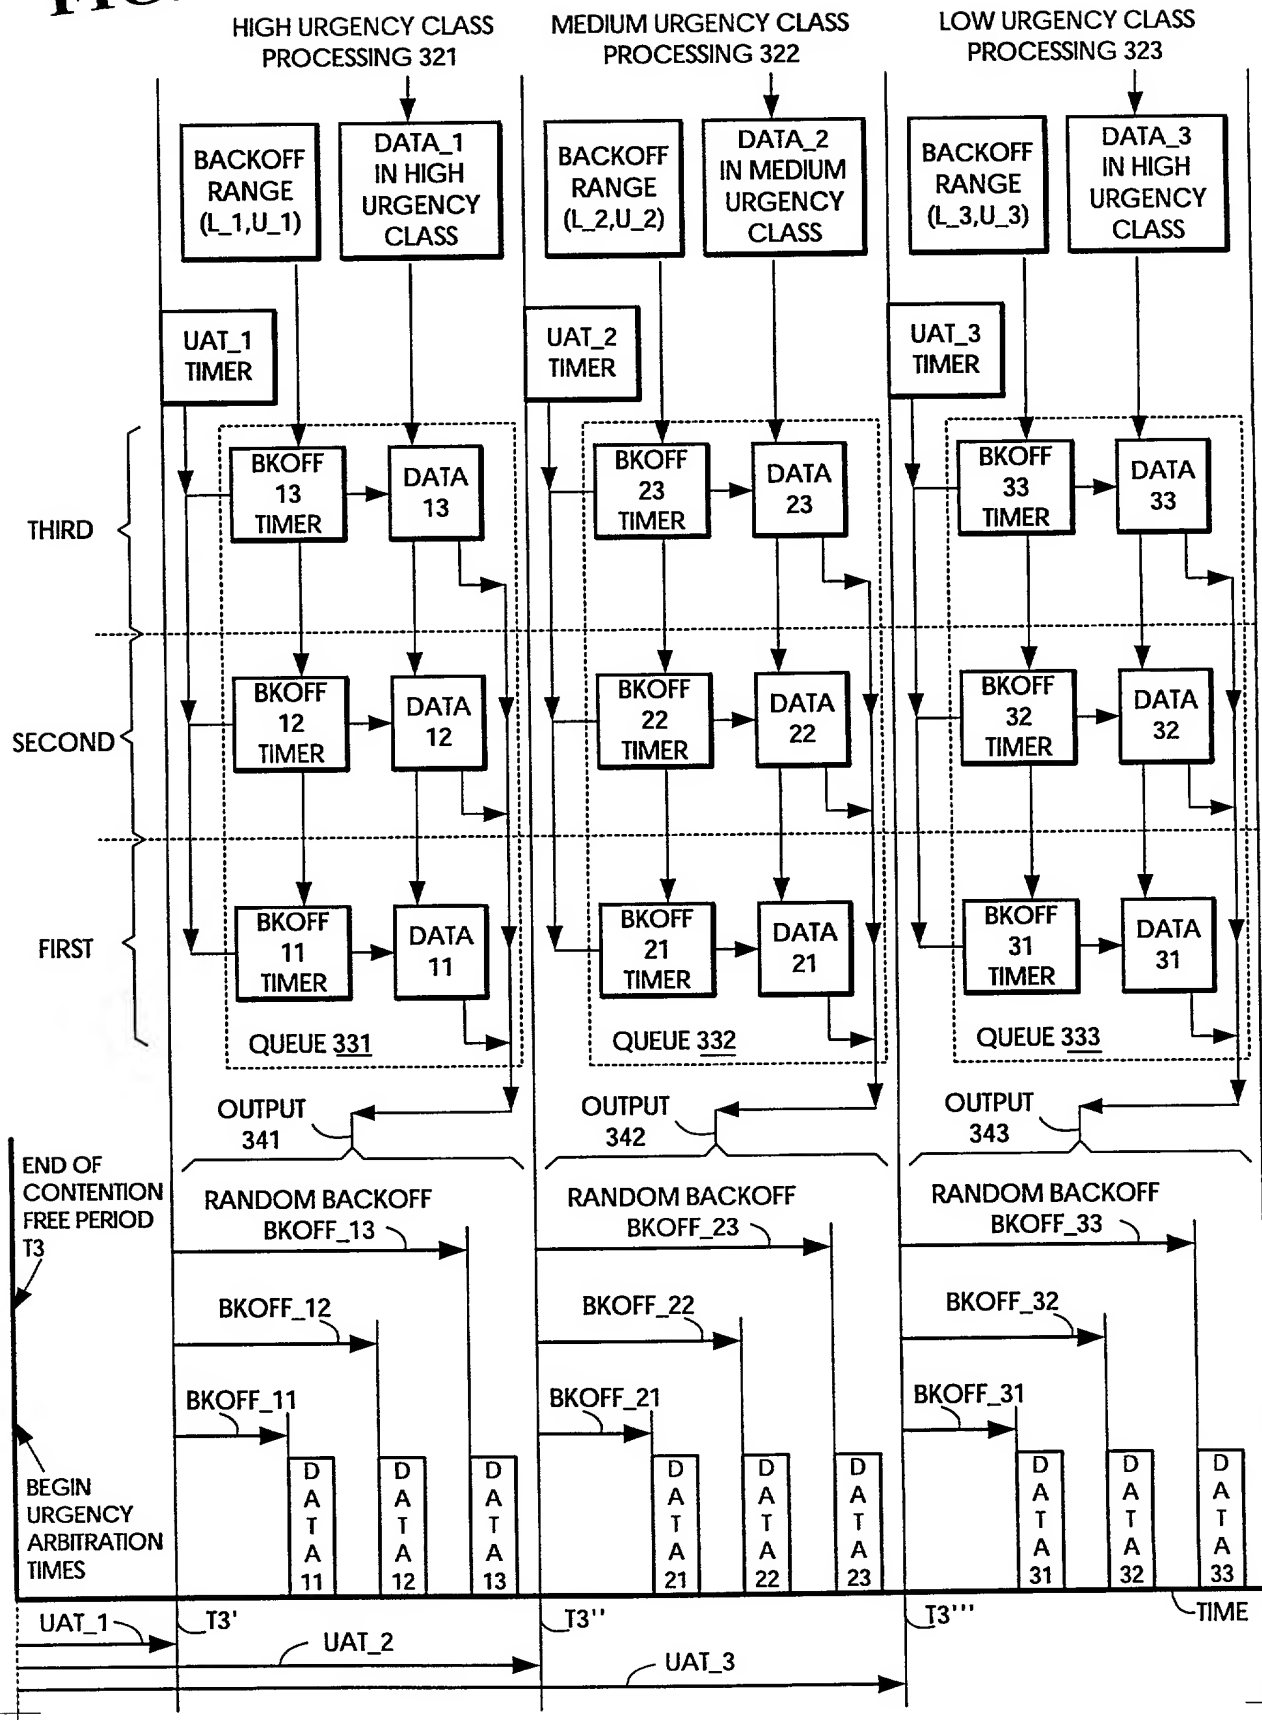 HIGH URGENCY CLASS
PROCESSING 321
MEDIUM URGENCY CLASS
PROCESSING 322
LOW URGENCY CLASS
PROCESSING 323
BACKOFF
RANGE
(L_1,U_1)
DATA_1
IN HIGH
URGENCY
CLASS
BACKOFF
RANGE
(L_2,U_2)
DATA_2
IN MEDIUM
URGENCY
CLASS
BACKOFF
RANGE
(L_3,U_3)
DATA_3
IN HIGH
URGENCY
CLASS
UAT_1
TIMER
UAT_2
TIMER
UAT_3
TIMER
THIRD
BKOFF
13
TIMER
DATA
13
BKOFF
23
TIMER
DATA
23
BKOFF
33
TIMER
DATA
33
SECOND
BKOFF
12
TIMER
DATA
12
BKOFF
22
TIMER
DATA
22
BKOFF
32
TIMER
DATA
32
FIRST
BKOFF
11
TIMER
DATA
11
BKOFF
21
TIMER
DATA
21
BKOFF
31
TIMER
DATA
31
QUEUE 331
QUEUE 332
QUEUE 333
OUTPUT
341
OUTPUT
342
OUTPUT
343
END OF
CONTENTION
FREE PERIOD
T3
RANDOM BACKOFF
BKOFF_13
RANDOM BACKOFF
BKOFF_23
RANDOM BACKOFF
BKOFF_33
BKOFF_12
BKOFF_22
BKOFF_32
BKOFF_11
BKOFF_21
BKOFF_31
BEGIN
URGENCY
ARBITRATION
TIMES
DATA
11
DATA
12
DATA
13
DATA
21
DATA
22
DATA
23
DATA
31
DATA
32
DATA
33
UAT_1
T3'
T3''
T3'''
TIME
UAT_2
UAT_3